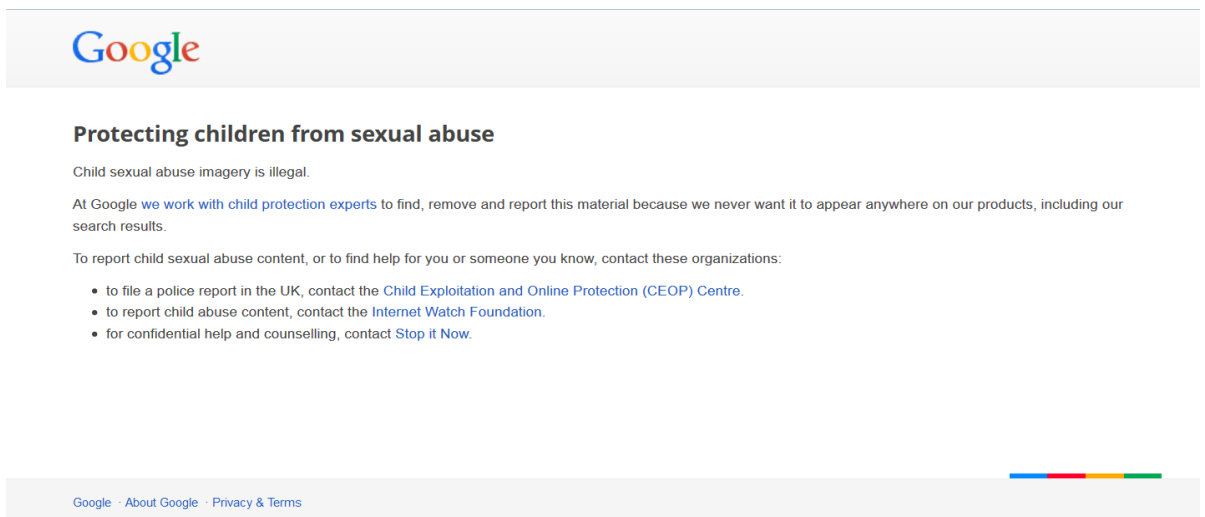 Google
Protecting children from sexual abuse
Child sexual abuse imagery is illegal.
At Google we work with child protection experts to find, remove and report this material because we never want it to appear anywhere on our products, including our
search results.
To report child sexual abuse content, or to find help for you or someone you know, contact these organizations:
• to file a police report in the UK, contact the Child Exploitation and Online Protection (CEOP) Centre.
• to report child abuse content, contact the Internet Watch Foundation.
• for confidential help and counselling, contact Stop it Now.
Google · About Google · Privacy & Terms